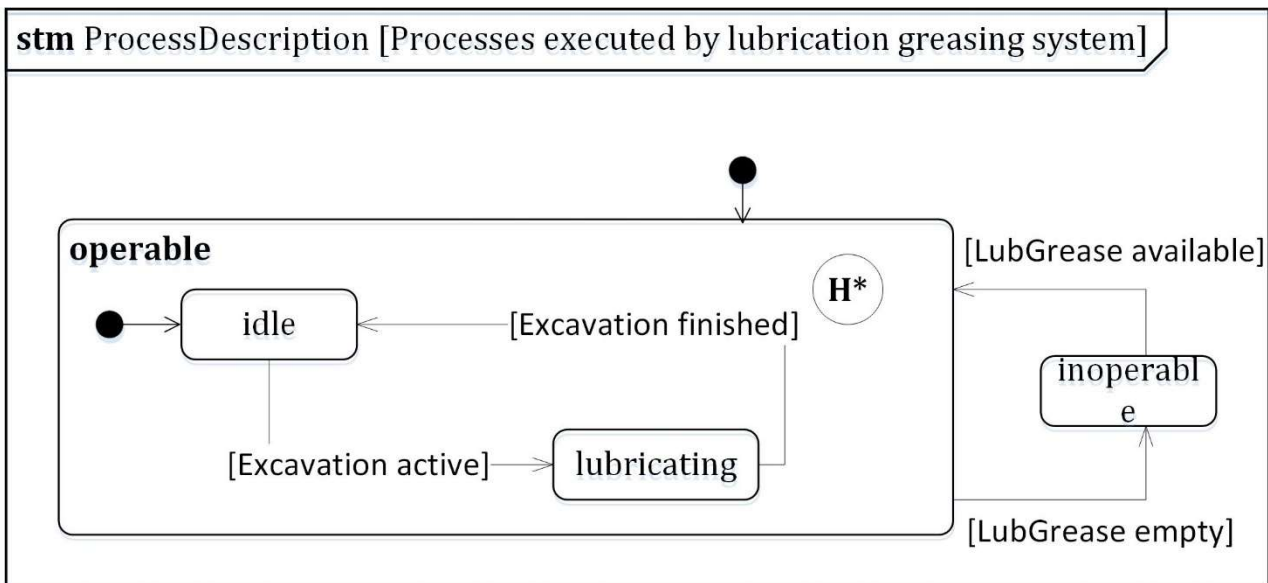 stm ProcessDescription [Processes executed by lubrication greasing system]
operable
[LubGrease available]
H*
idle
[Excavation finished]
inoperabl
e
[Excavation active]
lubricating
[LubGrease empty]